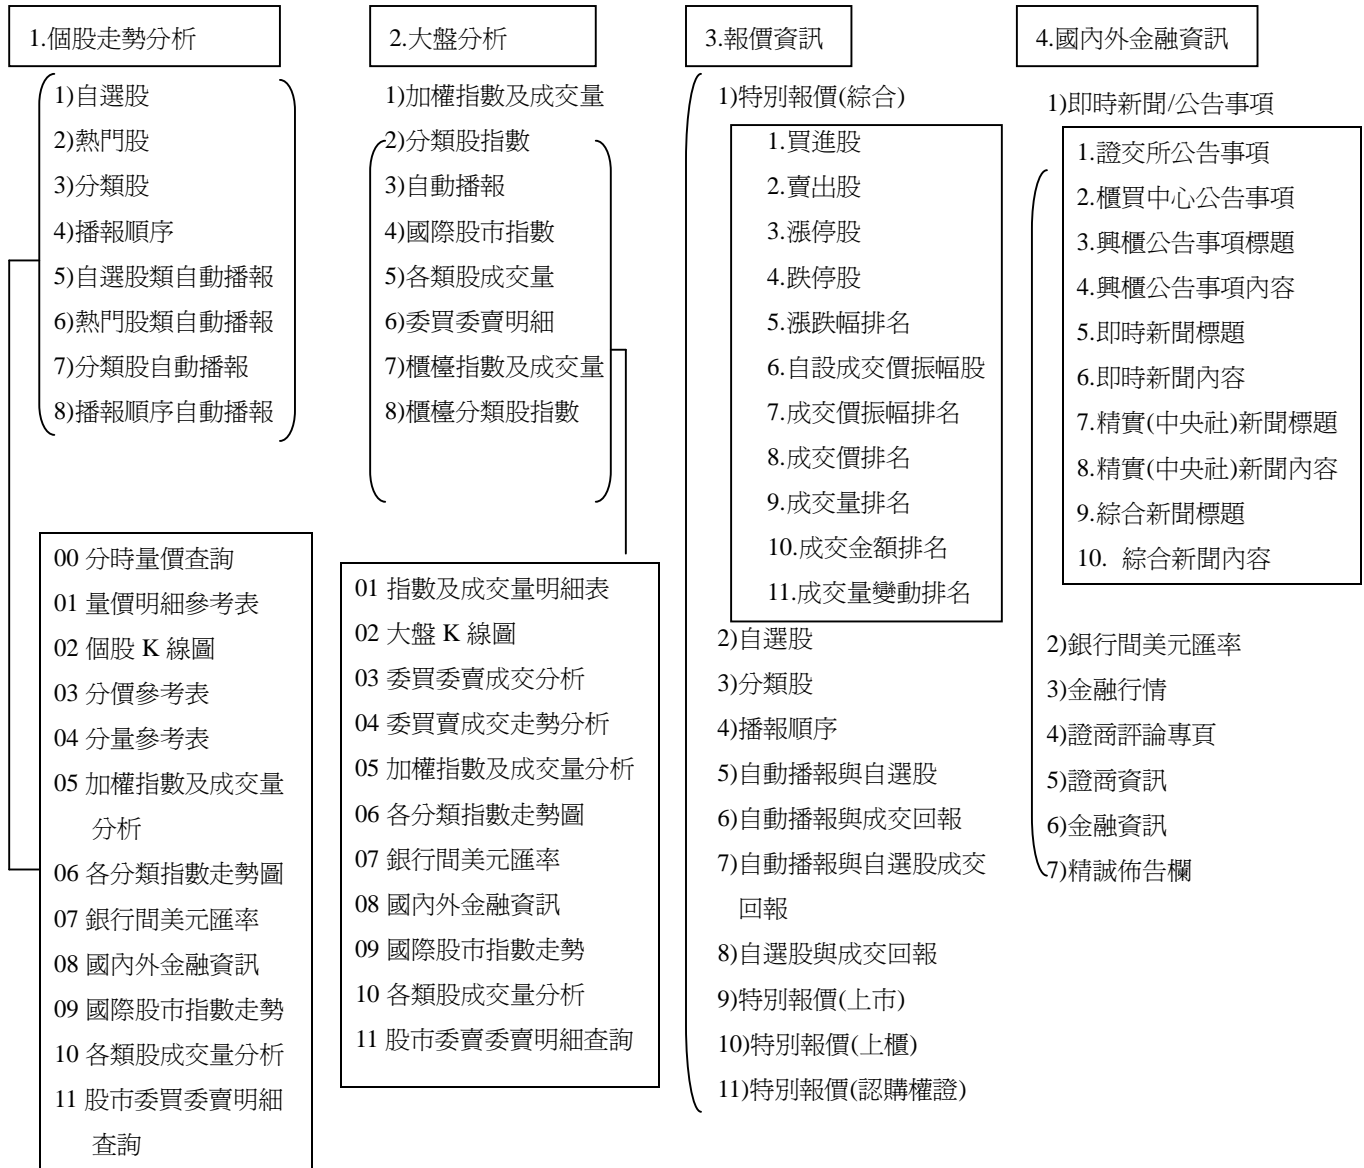 1.個股走勢分析
1)自選股
2)熱門股
3)分類股
4)播報順序
5)自選股類自動播報
6)熱門股類自動播報
7)分類股自動播報
8)播報順序自動播報
00 分時量價查詢
01 量價明細參考表
02 個股 K 線圖
03 分價參考表
04 分量參考表
05 加權指數及成交量
分析
06 各分類指數走勢圖
07 銀行間美元匯率
08 國內外金融資訊
09 國際股市指數走勢
10 各類股成交量分析
11 股市委買委賣明細
查詢
2.大盤分析
1)加權指數及成交量
2)分類股指數
3)自動播報
4)國際股市指數
5)各類股成交量
6)委買委賣明細
7)櫃檯指數及成交量
8)櫃檯分類股指數
01 指數及成交量明細表
02 大盤 K 線圖
03 委買委賣成交分析
04 委買賣成交走勢分析
05 加權指數及成交量分析
06 各分類指數走勢圖
07 銀行間美元匯率
08 國內外金融資訊
09 國際股市指數走勢
10 各類股成交量分析
11 股市委賣委賣明細查詢
3.報價資訊
1)特別報價(綜合)
1.買進股
2.賣出股
3.漲停股
4.跌停股
5.漲跌幅排名
6.自設成交價振幅股
7.成交價振幅排名
8.成交價排名
9.成交量排名
10.成交金額排名
11.成交量變動排名
2)自選股
3)分類股
4)播報順序
5)自動播報與自選股
6)自動播報與成交回報
7)自動播報與自選股成交
回報
8)自選股與成交回報
9)特別報價(上市)
10)特別報價(上櫃)
11)特別報價(認購權證)
4.國內外金融資訊
1)即時新聞/公告事項
1.證交所公告事項
2.櫃買中心公告事項
3.興櫃公告事項標題
4.興櫃公告事項內容
5.即時新聞標題
6.即時新聞內容
7.精實(中央社)新聞標題
8.精實(中央社)新聞內容
9.綜合新聞標題
10. 綜合新聞內容
2)銀行間美元匯率
3)金融行情
4)證商評論專頁
5)證商資訊
6)金融資訊
7)精誠佈告欄